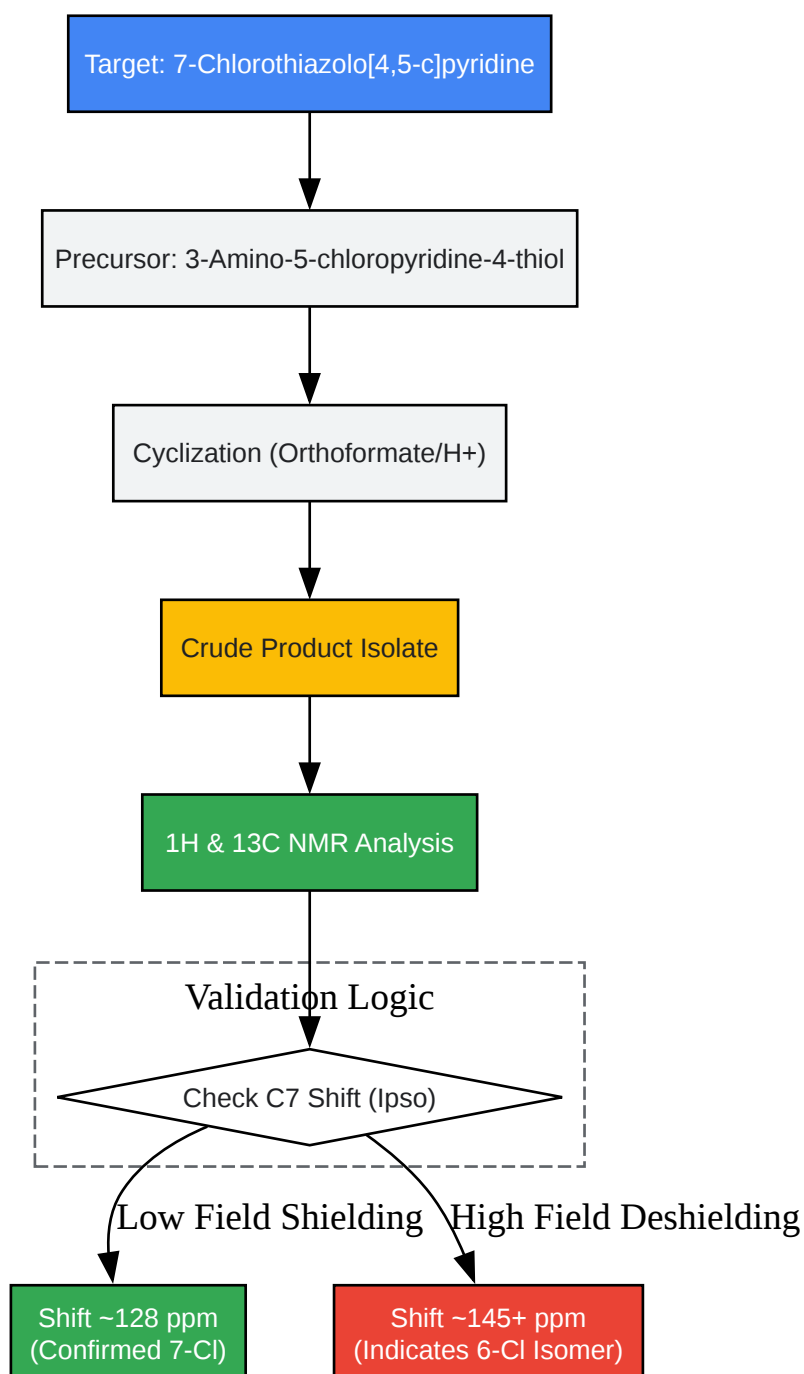 Target: 7-Chlorothiazolo[4,5-c]pyridine
Precursor: 3-Amino-5-chloropyridine-4-thiol
Cyclization (Orthoformate/H+)
Crude Product Isolate
1H & 13C NMR Analysis
Validation Logic
Check C7 Shift (Ipso)
Low Field Shielding
High Field Deshielding
Shift ~128 ppm
(Confirmed 7-Cl)
Shift ~145+ ppm
(Indicates 6-Cl Isomer)